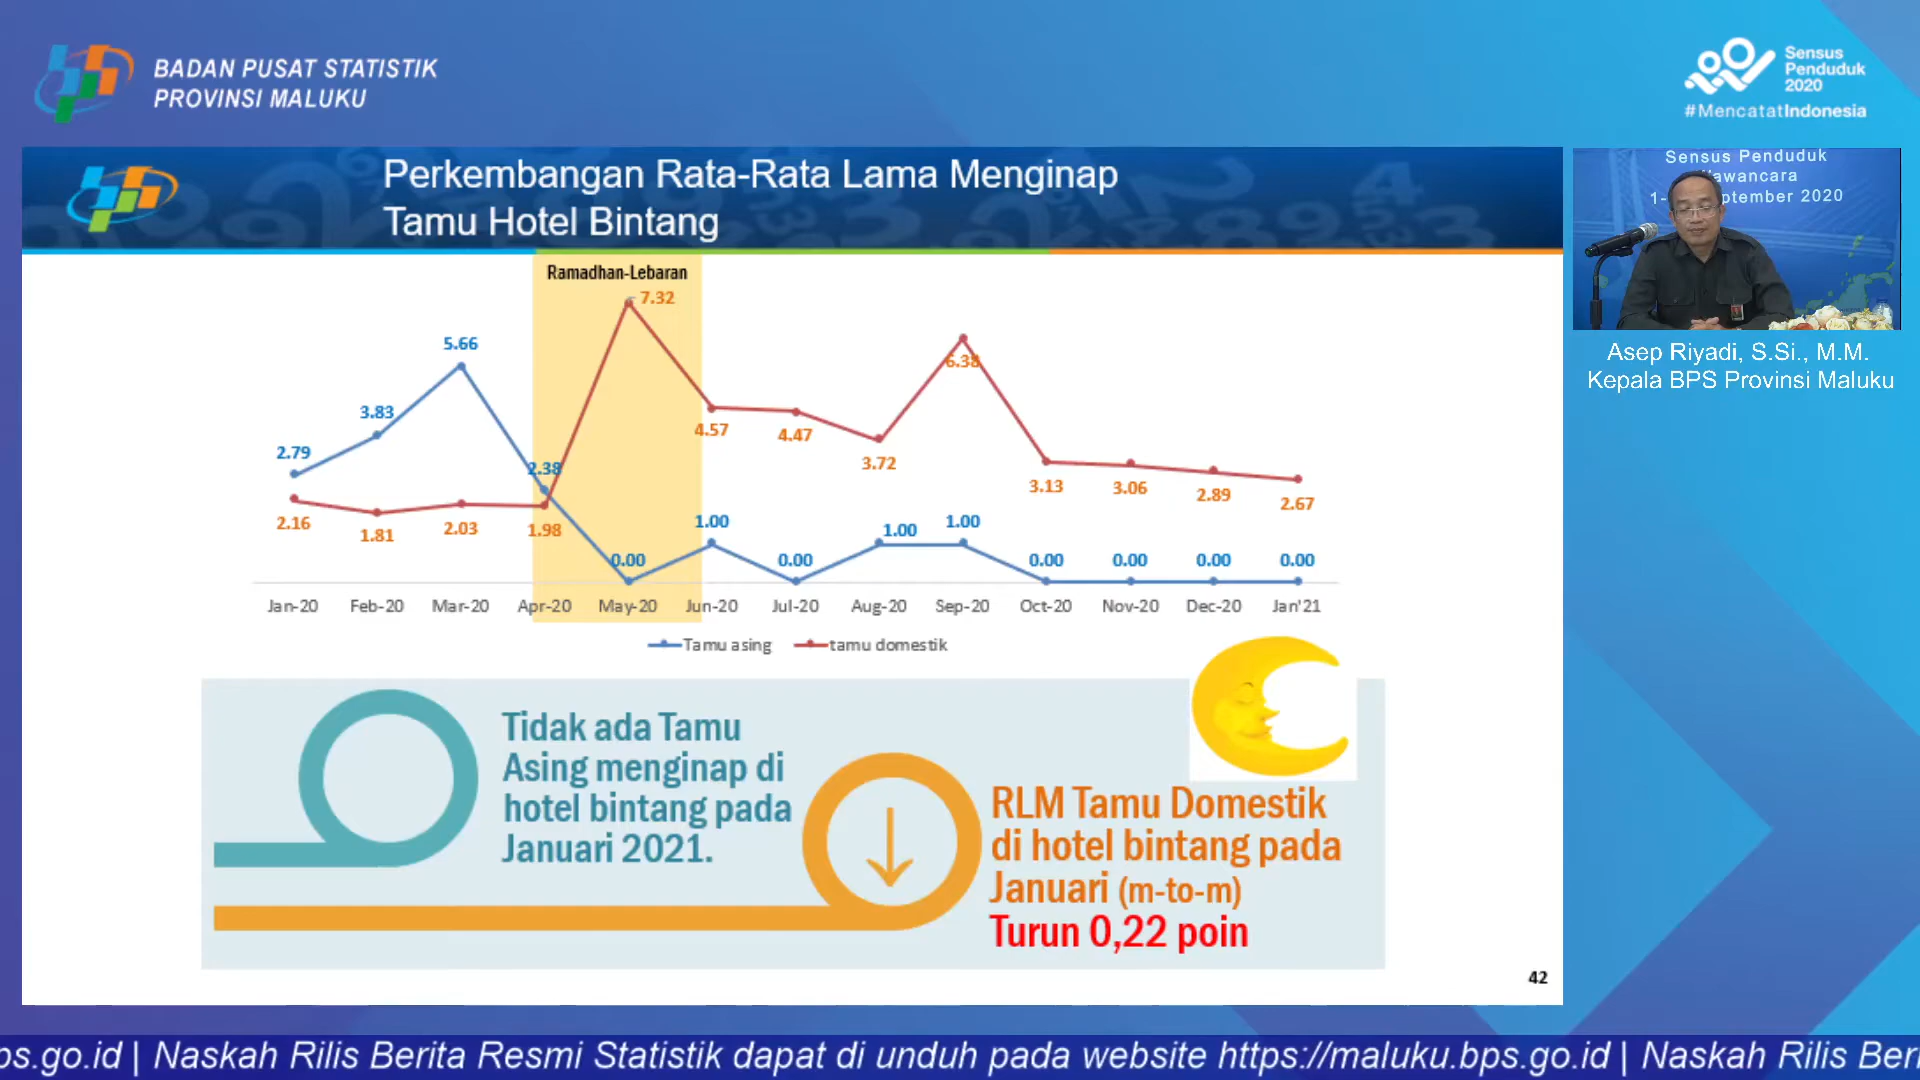 BADAN PUSAT STATISTIK
PROVINSI MALUKU
Sensus
Penduduk
2020
#MencatatIndonesia
Perkembangan Rata-Rata Lama Menginap
Tamu Hotel Bintang
Sensus Penduduk
September 2020
Asep Riyadi, S.Si., M.M.
Kepala BPS Provinsi Maluku
Ramadhan-Lebaran
7.32
5.66
6.38
3.83
4.57
4.47
2.79
2.38
3.72
3.13
3.06
2.89
2.67
2.16
1.81
2.03
1.98
1.00
1.00
1.00
0.00
0.00
0.00
0.00
0.00
0.00
Jan-20 Feb-20 Mar-20 Apr-20 May-20 Jun-20 Jul-20 Aug-20 Sep-20 Oct-20 Nov-20 Dec-20 Jan'21
Tamu asing tamu domestik
Tidak ada Tamu
Asing menginap di
hotel bintang pada
Januari 2021.
RLM Tamu Domestik
di hotel bintang pada
Januari (m-to-m)
Turun 0,22 poin
42
ps.go.id | Naskah Rilis Berita Resmi Statistik dapat di unduh pada website https://maluku.bps.go.id | Naskah Rilis Beri